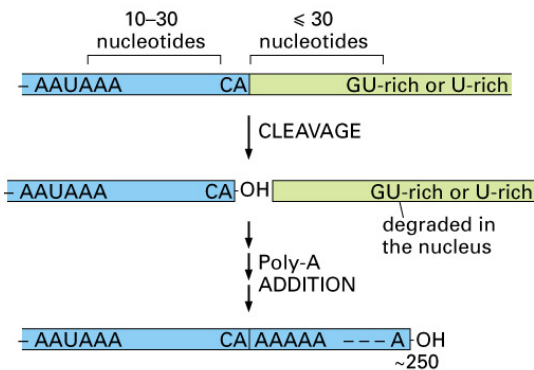 10–30 nucleotides
⩽ 30 nucleotides
– AAUAAA CA GU-rich or U-rich
CLEAVAGE
– AAUAAA CA -OH GU-rich or U-rich
degraded in
the nucleus
Poly-A
ADDITION
– AAUAAA CA AAAAA – – – A -OH
~250